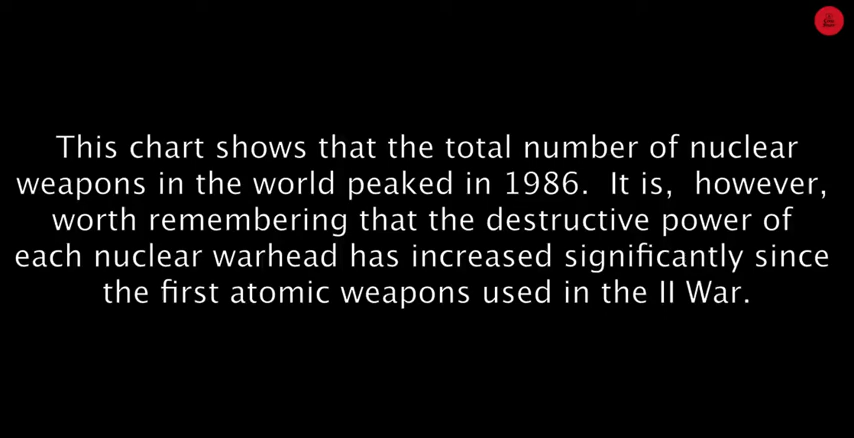 This chart shows that the total number of nuclear
weapons in the world peaked in 1986. It is, however,
worth remembering that the destructive power of
each nuclear warhead has increased significantly since
the first atomic weapons used in the II War.